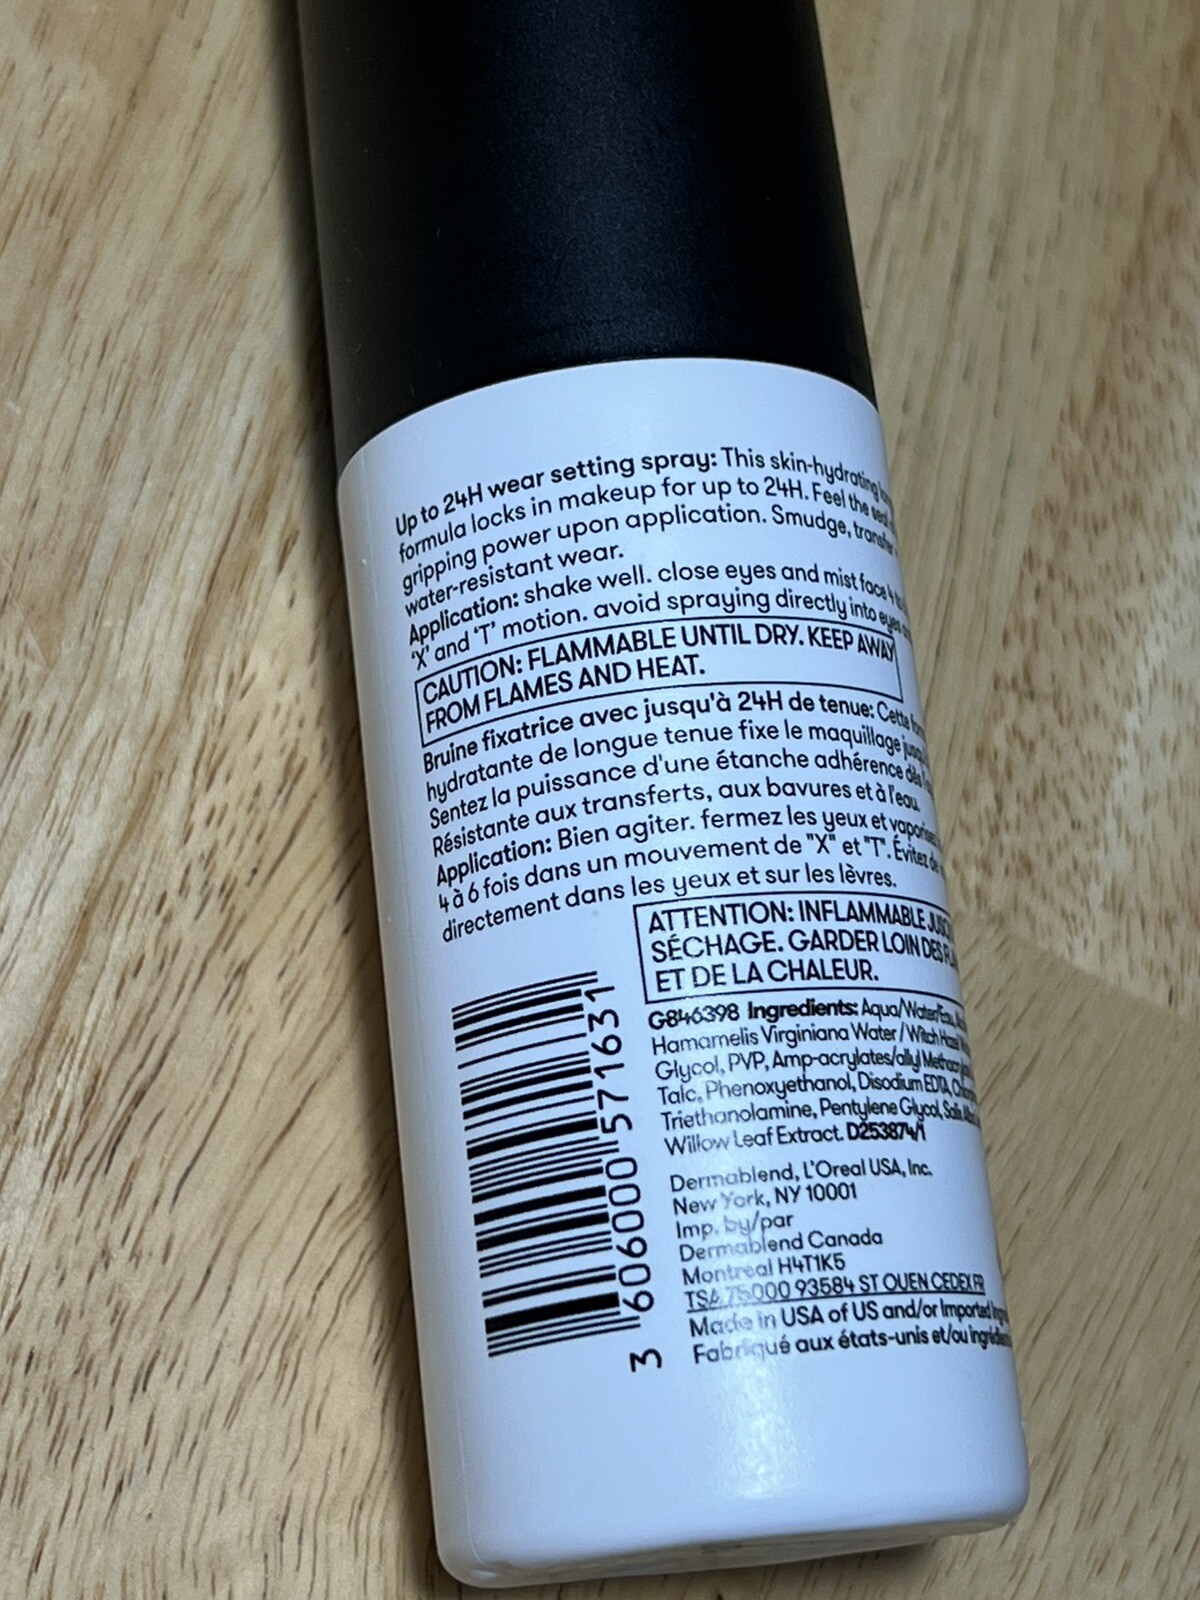 Up to 24H wear setting spray: This skin-hydrating
formula locks in makeup for up to 24H. Feel the seal
gripping power upon application. Smudge, transfer
water-resistant wear.
Application: shake well. close eyes and mist face 4 to
'X' and 'T' motion. avoid spraying directly into eyes
CAUTION: FLAMMABLE UNTIL DRY. KEEP AWAY
FROM FLAMES AND HEAT.
Bruine fixatrice avec jusqu'à 24H de tenue: Cette
hydratante de longue tenue fixe le maquillage
Sentez la puissance d'une étanche adhérence dès
Résistante aux transferts, aux bavures et à l'eau.
Application: Bien agiter. fermez les yeux et
4 à 6 fois dans un mouvement de "X" et "T". Évitez de
directement dans les yeux et sur les lèvres.
ATTENTION: INFLAMMABLE
SÉCHAGE. GARDER LOIN DES
ET DE LA CHALEUR.
G846398 Ingredients: Aqua/Water/Eau,
Hamamelis Virginiana Water / Witch Hazel
Glycol, PVP, Amp-acrylates/allyl
Talc, Phenoxyethanol, Disodium EDTA,
Triethanolamine, Pentylene Glycol, Salix
Willow Leaf Extract. D253874/1
Dermablend, L'Oreal USA, Inc.
New York, NY 10001
Imp. by/par
Dermablend Canada
Montreal H4T1K5
TSA 75000 93584 ST OUEN CEDEX FR
Made in USA of US and/or Imported
Fabriqué aux états-unis et/ou
3 606000 571631